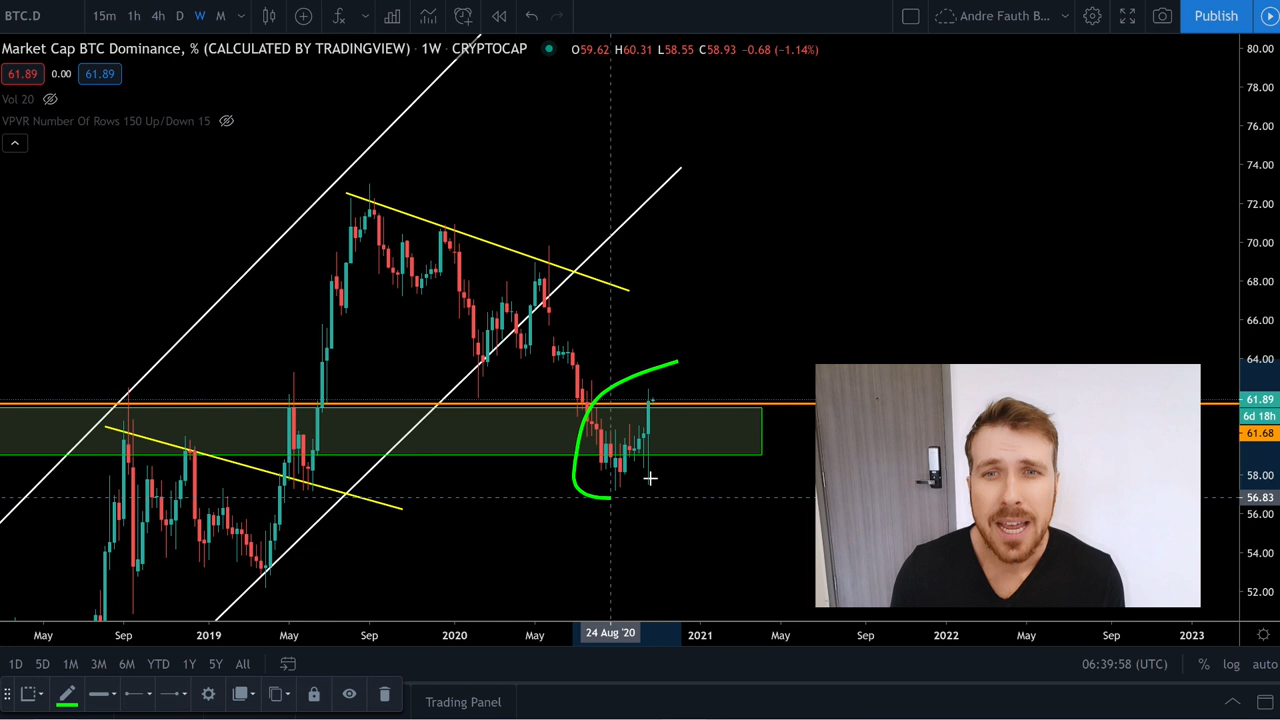 BTC.D 15m 1h 4h D W M Andre Fauth B... Publish
Market Cap BTC Dominance, % (CALCULATED BY TRADINGVIEW) · 1W · CRYPTOCAP O59.62 H60.31 L58.55 C58.93 −0.68 (−1.14%)
61.89 0.00 61.89
Vol 20
VPVR Number Of Rows 150 Up/Down 15
80.00
78.00
76.00
74.00
72.00
70.00
68.00
66.00
64.00
61.89
6d 18h
61.68
58.00
56.83
56.00
54.00
52.00
May Sep 2019 May Sep 2020 May 24 Aug '20 2021 May Sep 2022 May Sep 2023
1D 5D 1M 3M 6M YTD 1Y 5Y All 06:39:58 (UTC) % log auto
Trading Panel